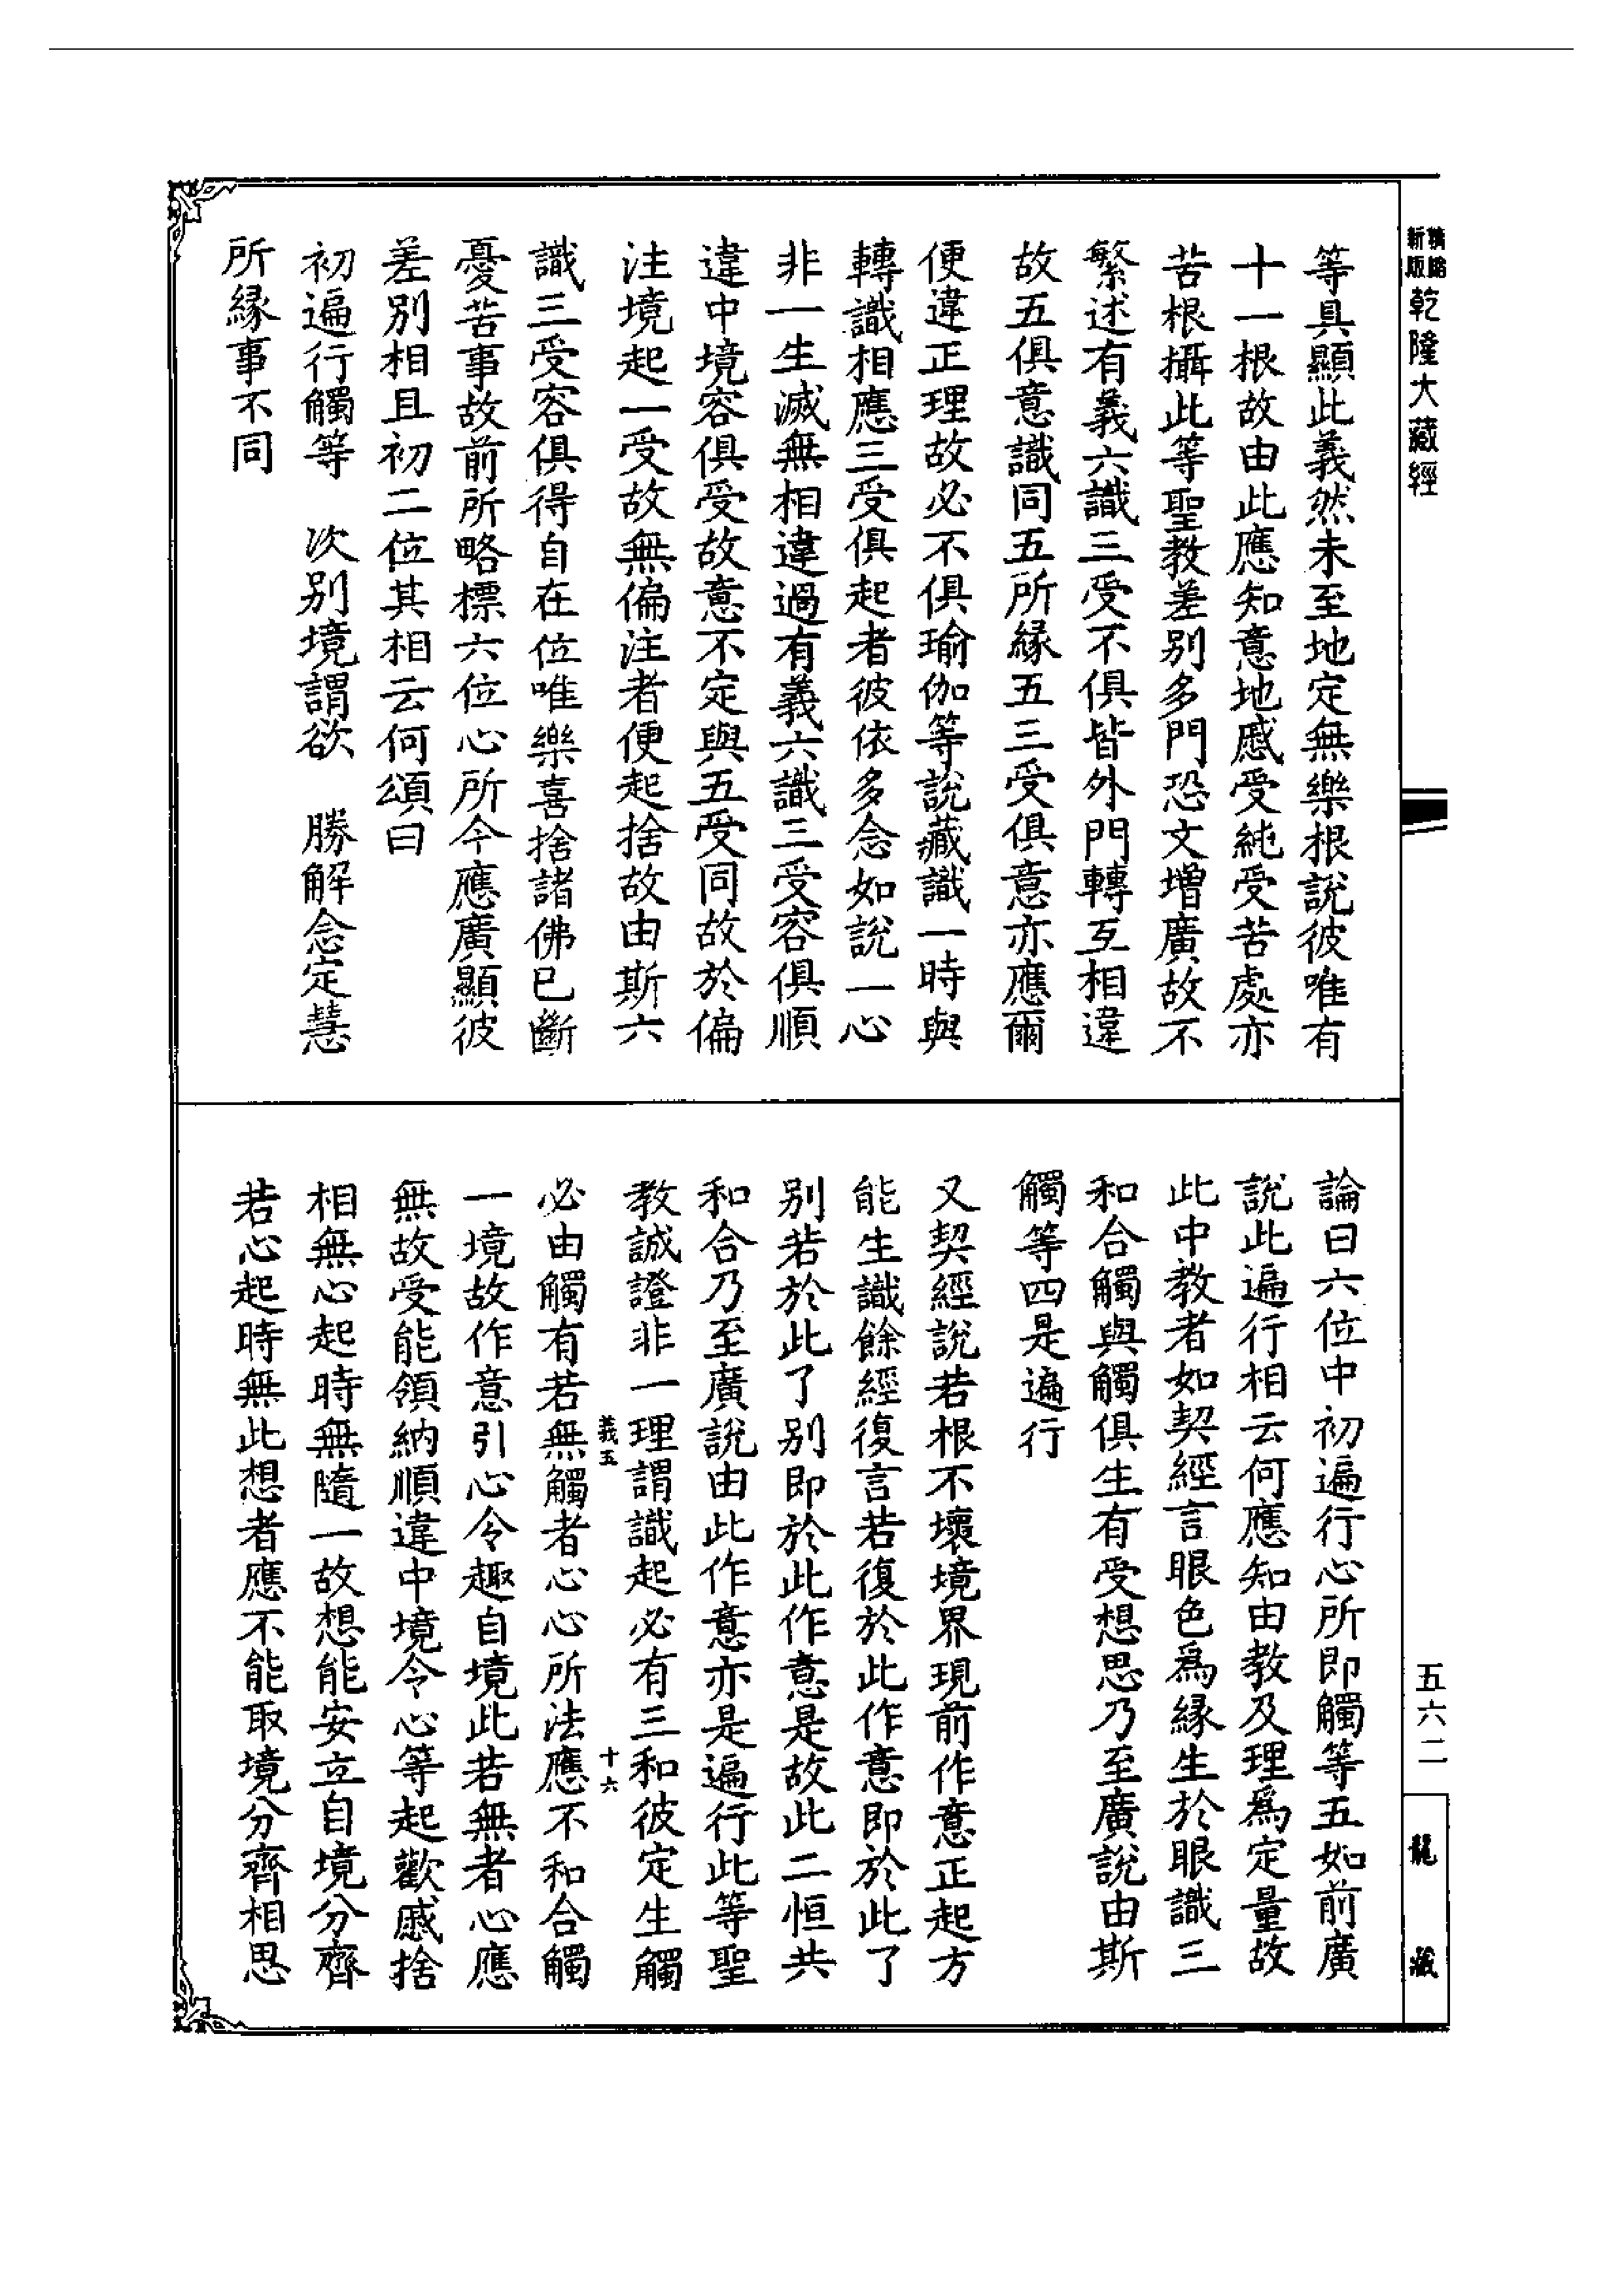 精縮
新版
乾隆大藏經
等具顯此義然未至地定無樂根說彼唯有
十一根故由此應知意地慼受純受苦處亦
苦根攝此等聖教差別多門恐文增廣故不
繁述有義六識三受不俱皆外門轉互相違
故五俱意識同五所緣五三受俱意亦應爾
便違正理故必不俱瑜伽等說藏識一時與
轉識相應三受俱起者彼依多念如說一心
非一生滅無相違過有義六識三受容俱順
違中境容俱受故意不定與五受同故於偏
注境起一受故無偏注者便起捨故由斯六
識三受容俱得自在位唯樂喜捨諸佛已斷
憂苦事故前所略標六位心所今應廣顯彼
差別相且初二位其相云何頌曰
初遍行觸等　次別境謂欲　勝解念定慧
所緣事不同
論曰六位中初遍行心所即觸等五如前廣
說此遍行相云何應知由教及理為定量故
此中教者如契經言眼色為緣生於眼識三
和合觸與觸俱生有受想思乃至廣說由斯
觸等四是遍行
又契經說若根不壞境界現前作意正起方
能生識餘經復言若復於此作意即於此了
別若於此了別即於此作意是故此二恒共
和合乃至廣說由此作意亦是遍行此等聖
教誠證非一理謂識起必有三和彼定生觸
義五
十六
必由觸有若無觸者心心所法應不和合觸
一境故作意引心令趣自境此若無者心應
無故受能領納順違中境令心等起歡慼捨
相無心起時無隨一故想能安立自境分齊
若心起時無此想者應不能取境分齊相思
五六二
龍藏